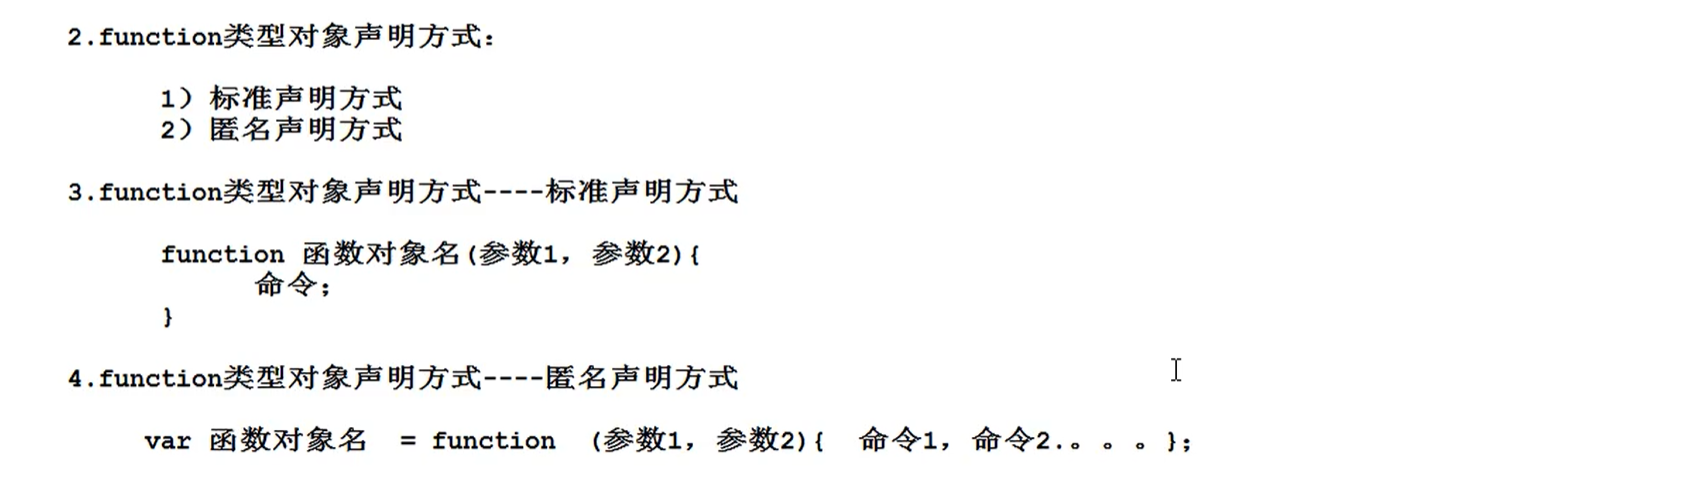 2.function类型对象声明方式：
1）标准声明方式
2）匿名声明方式
3.function类型对象声明方式----标准声明方式
function 函数对象名(参数1，参数2){
命令；
}
4.function类型对象声明方式----匿名声明方式
var 函数对象名 = function （参数1，参数2){ 命令1，命令2.。。。};